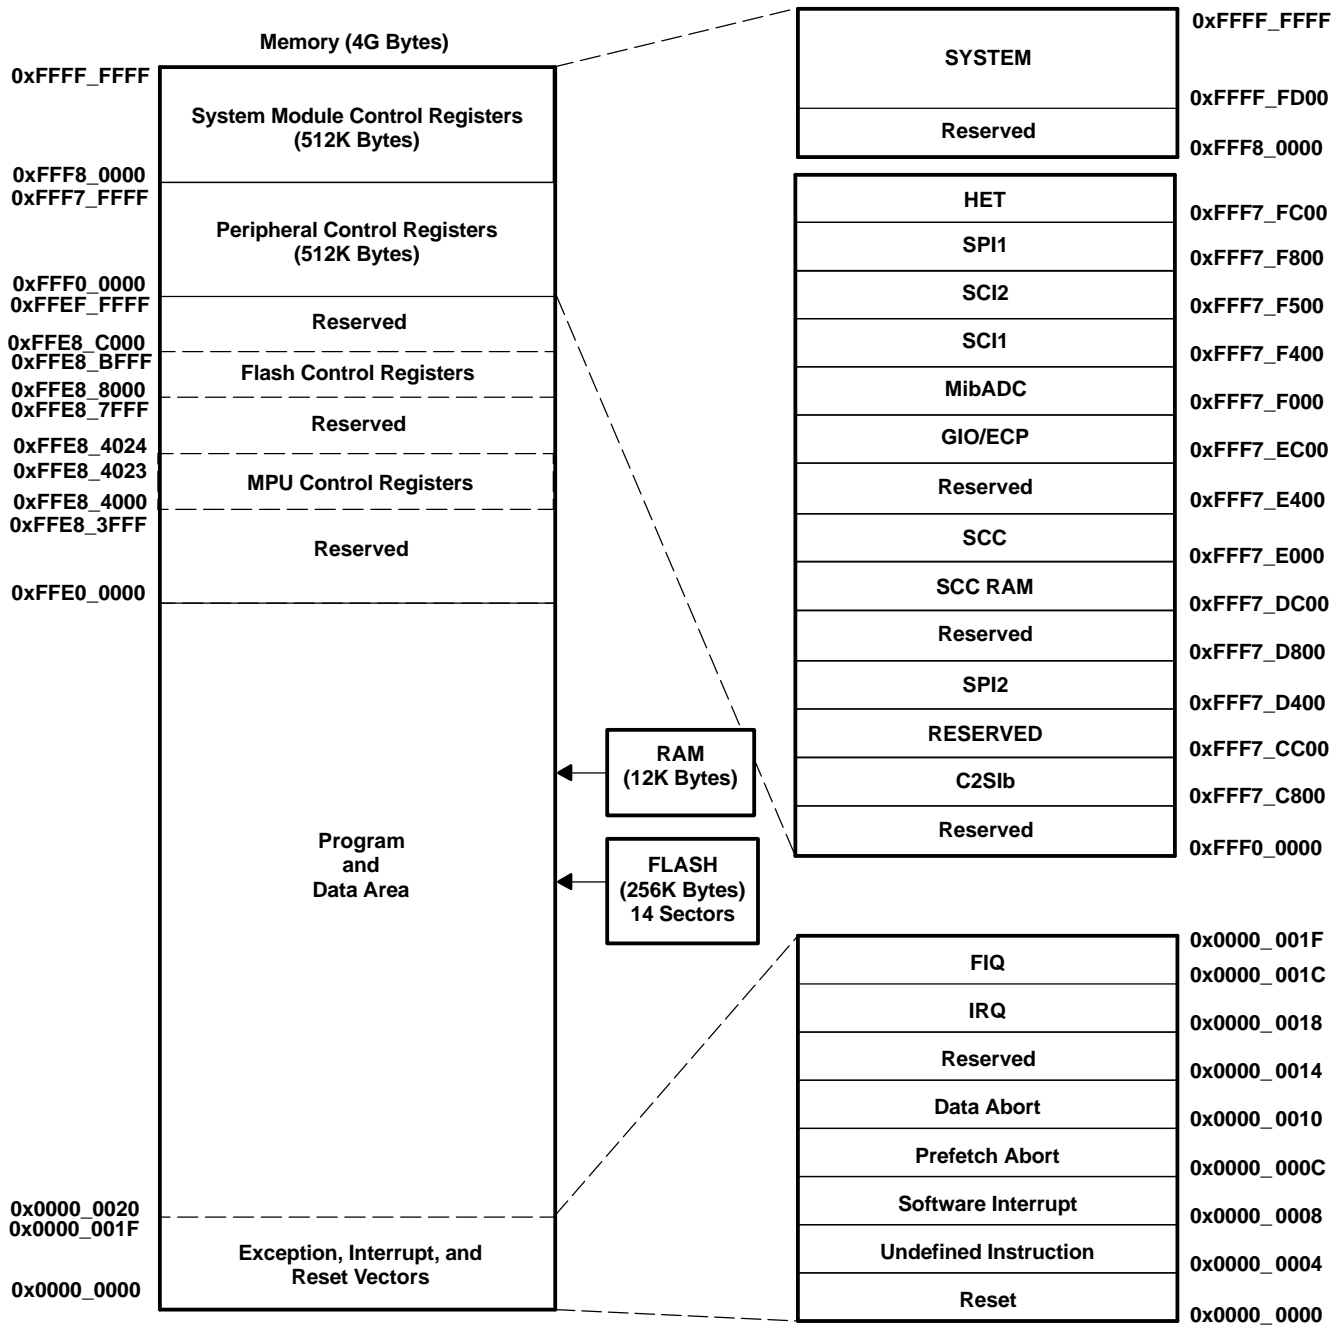 Memory (4G Bytes)
0xFFFF_FFFF
System Module Control Registers
(512K Bytes)
0xFFF8_0000
0xFFF7_FFFF
Peripheral Control Registers
(512K Bytes)
0xFFF0_0000
0xFFEF_FFFF
Reserved
0xFFE8_C000
0xFFE8_BFFF
Flash Control Registers
0xFFE8_8000
0xFFE8_7FFF
Reserved
0xFFE8_4024
0xFFE8_4023
MPU Control Registers
0xFFE8_4000
0xFFE8_3FFF
Reserved
0xFFE0_0000
RAM
(12K Bytes)
Program
and
Data Area
FLASH
(256K Bytes)
14 Sectors
0x0000_0020
0x0000_001F
Exception, Interrupt, and
Reset Vectors
0x0000_0000
0xFFFF_FFFF
SYSTEM
0xFFFF_FD00
Reserved
0xFFF8_0000
HET
0xFFF7_FC00
SPI1
0xFFF7_F800
SCI2
0xFFF7_F500
SCI1
0xFFF7_F400
MibADC
0xFFF7_F000
GIO/ECP
0xFFF7_EC00
Reserved
0xFFF7_E400
SCC
0xFFF7_E000
SCC RAM
0xFFF7_DC00
Reserved
0xFFF7_D800
SPI2
0xFFF7_D400
RESERVED
0xFFF7_CC00
C2SIb
0xFFF7_C800
Reserved
0xFFF0_0000
0x0000_001F
FIQ
0x0000_001C
IRQ
0x0000_0018
Reserved
0x0000_0014
Data Abort
0x0000_0010
Prefetch Abort
0x0000_000C
Software Interrupt
0x0000_0008
Undefined Instruction
0x0000_0004
Reset
0x0000_0000